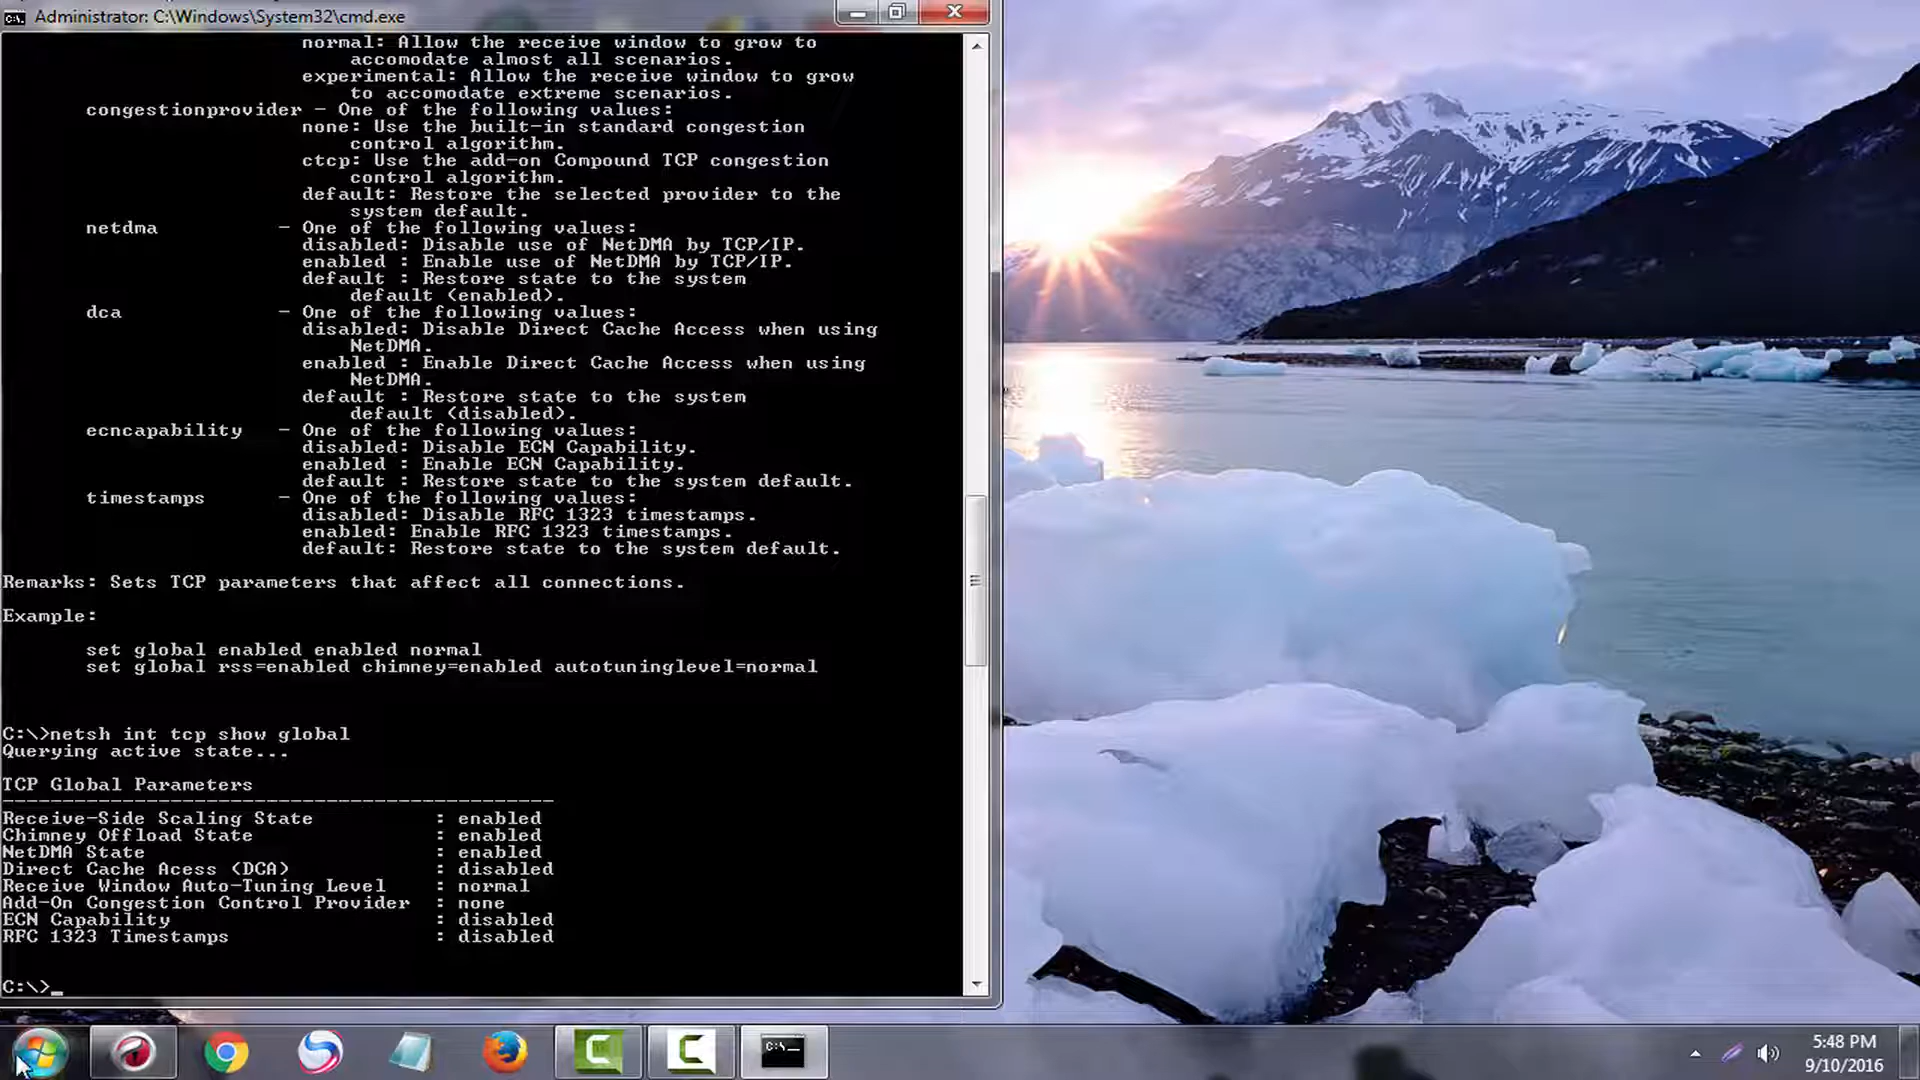 Administrator: C:\Windows\System32\cmd.exe
normal: Allow the receive window to grow to
accomodate almost all scenarios.
experimental: Allow the receive window to grow
to accomodate extreme scenarios.
congestionprovider - One of the following values:
none: Use the built-in standard congestion
control algorithm.
ctcp: Use the add-on Compound TCP congestion
control algorithm.
default: Restore the selected provider to the
system default.
netdma - One of the following values:
disabled: Disable use of NetDMA by TCP/IP.
enabled : Enable use of NetDMA by TCP/IP.
default : Restore state to the system
default (enabled).
dca - One of the following values:
disabled: Disable Direct Cache Access when using
NetDMA.
enabled : Enable Direct Cache Access when using
NetDMA.
default : Restore state to the system
default (disabled).
ecncapability - One of the following values:
disabled: Disable ECN Capability.
enabled : Enable ECN Capability.
default : Restore state to the system default.
timestamps - One of the following values:
disabled: Disable RFC 1323 timestamps.
enabled: Enable RFC 1323 timestamps.
default: Restore state to the system default.
Remarks: Sets TCP parameters that affect all connections.
Example:
set global enabled enabled normal
set global rss=enabled chimney=enabled autotuninglevel=normal
C:\>netsh int tcp show global
Querying active state...
TCP Global Parameters
----------------------------------------------
Receive-Side Scaling State : enabled
Chimney Offload State : enabled
NetDMA State : enabled
Direct Cache Acess (DCA) : disabled
Receive Window Auto-Tuning Level : normal
Add-On Congestion Control Provider : none
ECN Capability : disabled
RFC 1323 Timestamps : disabled
C:\>_
C:\_
5:48 PM
9/10/2016